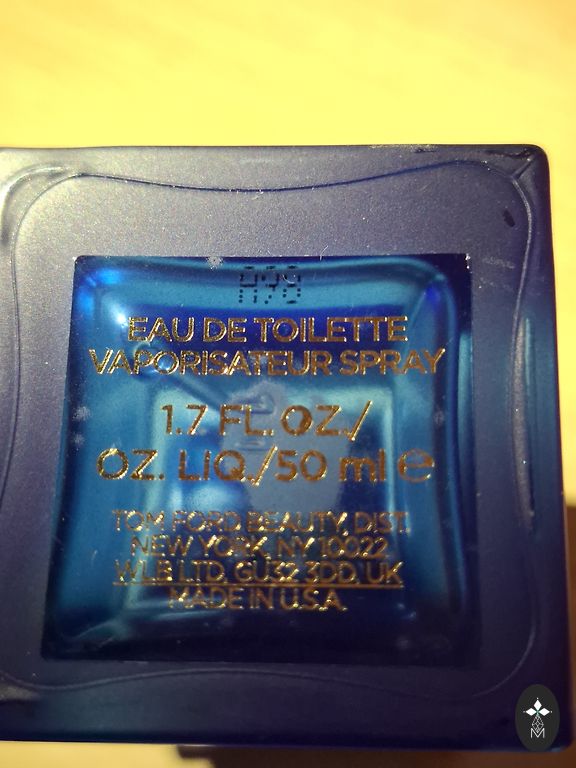 A98
EAU DE TOILETTE
VAPORISATEUR SPRAY
1.7 FL. OZ./
OZ. LIQ./50 ml ℮
TOM FORD BEAUTY, DIST.
NEW YORK, NY 10022
WLB LTD, GU32 3DD, UK
MADE IN U.S.A.
M